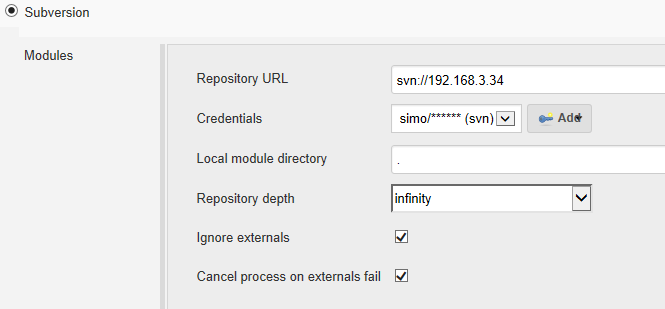 Subversion
Modules
Repository URL
svn://192.168.3.34
Credentials
simo/****** (svn)
Add
Local module directory
.
Repository depth
infinity
Ignore externals
Cancel process on externals fail